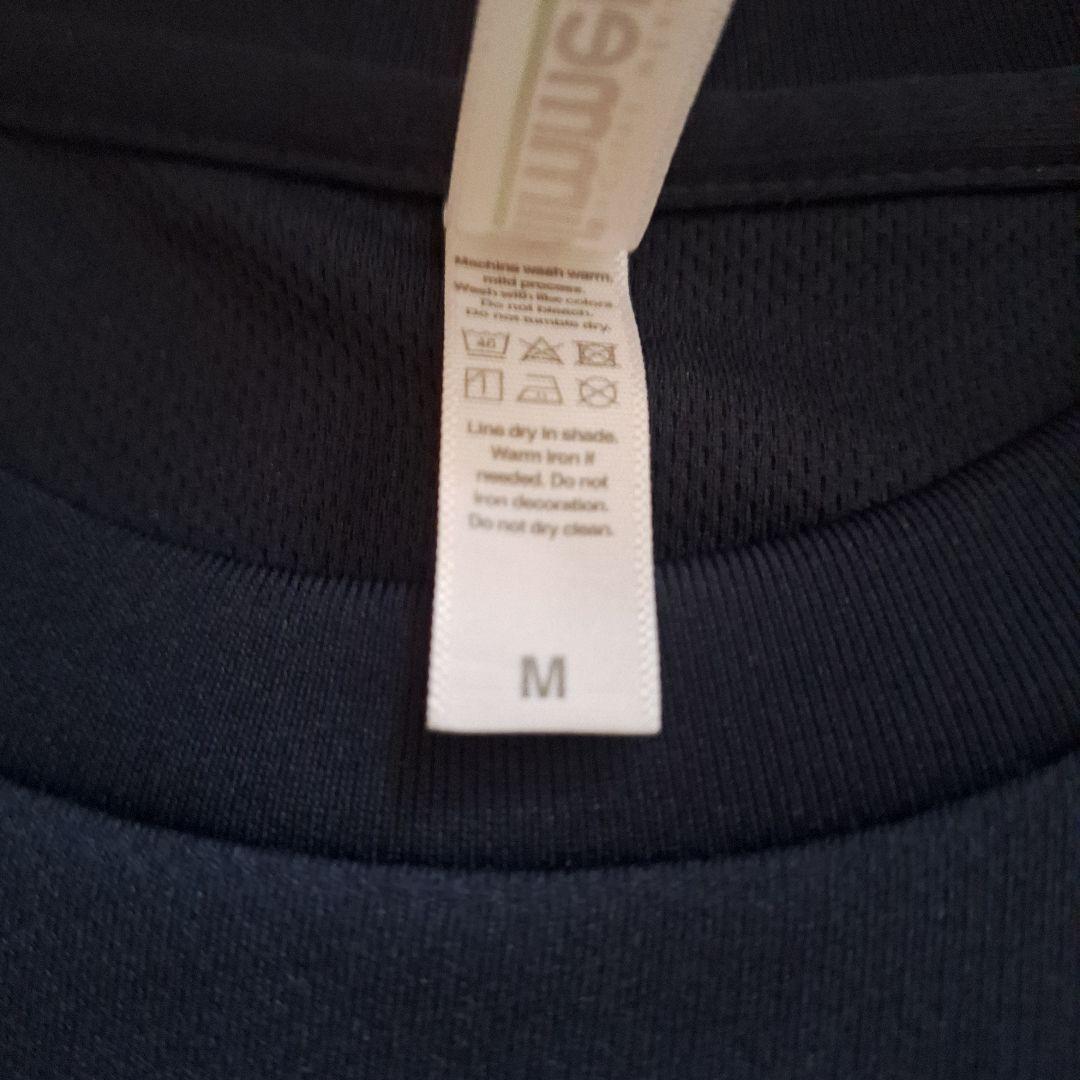 Machine wash warm,
mild process.
Wash with like colors
Do not bleach.
Do not tumble dry.
40
Line dry in shade.
Warm iron if
needed. Do not
iron decoration.
Do not dry clean.
M